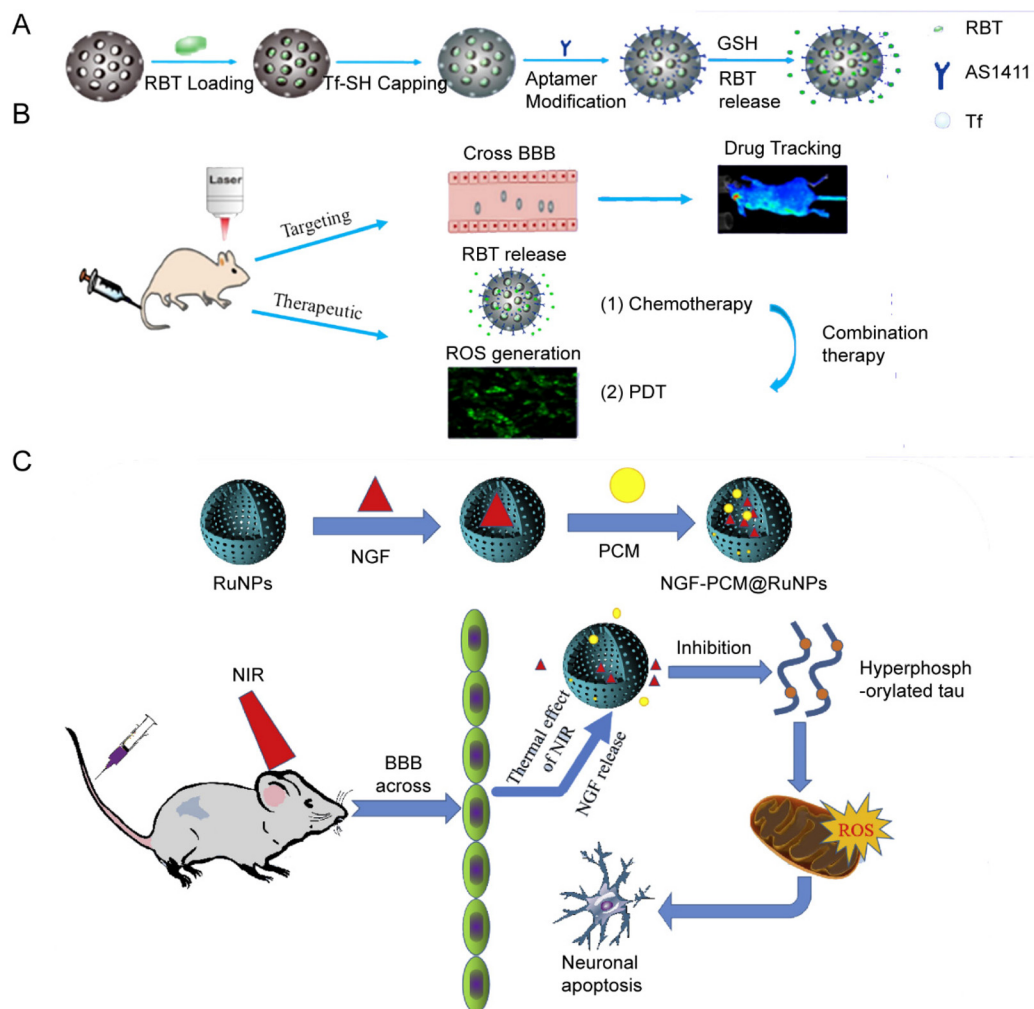 A
RBT Loading
Tf-SH Capping
Aptamer
Modification
GSH
RBT
release
RBT
AS1411
Tf
B
Laser
Targeting
Therapeutic
Cross BBB
Drug Tracking
RBT release
(1) Chemotherapy
ROS generation
(2) PDT
Combination
therapy
C
RuNPs
NGF
PCM
NGF-PCM@RuNPs
NIR
BBB
across
Thermal effect
of NIR
NGF release
Inhibition
Hyperphosph
-orylated tau
ROS
Neuronal
apoptosis